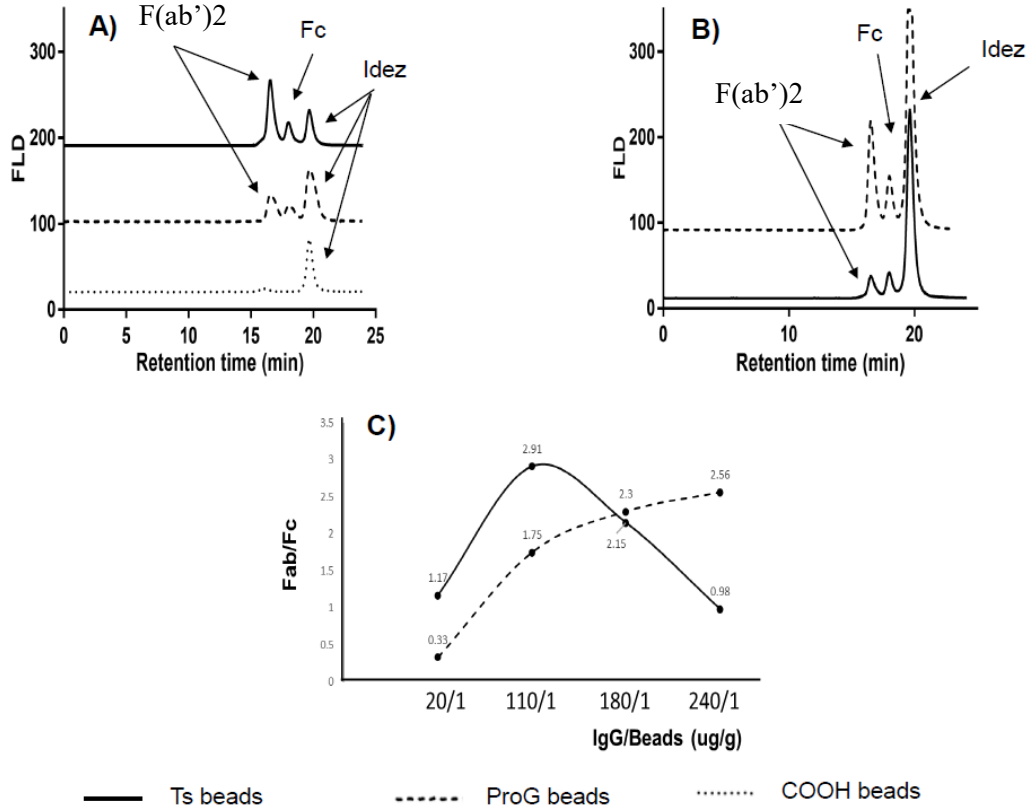 A)
F(ab')2
Fc
Idez
FLD
300
200
100
0
0 5 10 15 20 25
Retention time (min)
B)
F(ab')2
Fc
Idez
FLD
300
200
100
0
0 10 20
Retention time (min)
C)
Fab/Fc
3.5
3
2.5
2
1.5
1
0.5
0
1.17
2.91
2.15
0.98
0.33
1.75
2.3
2.56
20/1 110/1 180/1 240/1
IgG/Beads (ug/g)
Ts beads ProG beads COOH beads